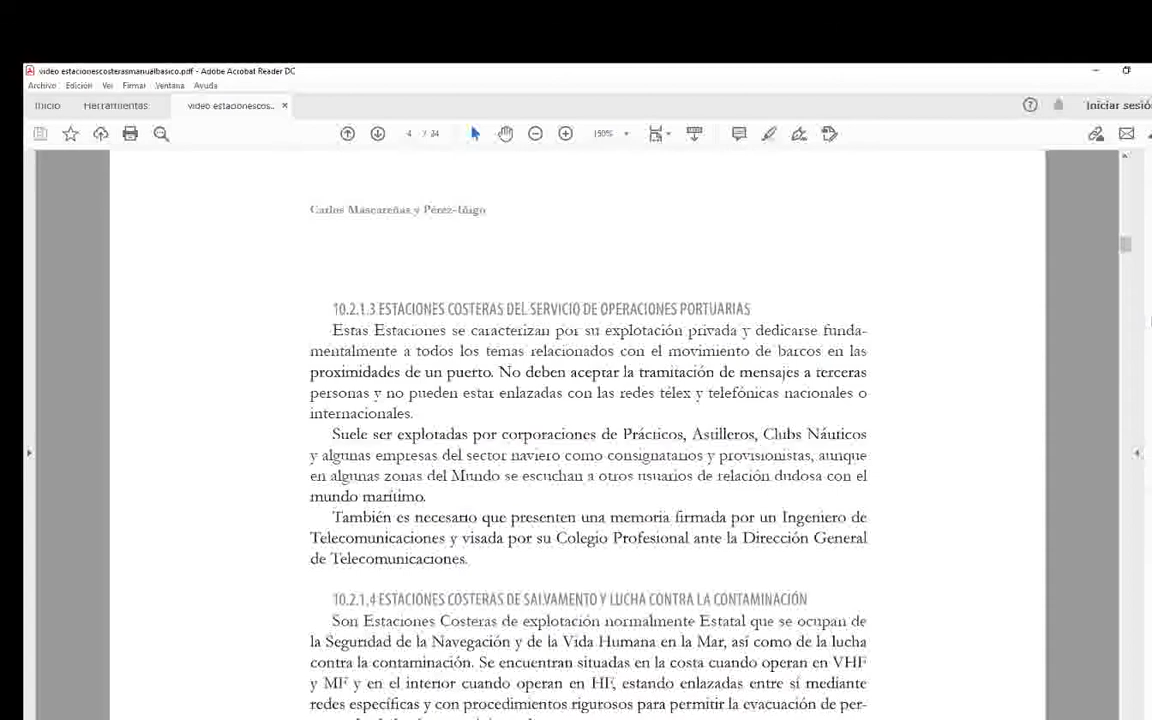 video estacionescosterasmanualbasico.pdf - Adobe Acrobat Reader DC
Archivo Edición Ver Firmar Ventana Ayuda
Inicio Herramientas video estacionescos... × Iniciar sesió
4 / 24 150%
Carlos Mascareñas y Pérez-Iñigo
10.2.1.3 ESTACIONES COSTERAS DEL SERVICIO DE OPERACIONES PORTUARIAS
Estas Estaciones se caracterizan por su explotación privada y dedicarse funda-
mentalmente a todos los temas relacionados con el movimiento de barcos en las
proximidades de un puerto. No deben aceptar la tramitación de mensajes a terceras
personas y no pueden estar enlazadas con las redes télex y telefónicas nacionales o
internacionales.
Suele ser explotadas por corporaciones de Prácticos, Astilleros, Clubs Náuticos
y algunas empresas del sector naviero como consignatarios y provisionistas, aunque
en algunas zonas del Mundo se escuchan a otros usuarios de relación dudosa con el
mundo marítimo.
También es necesario que presenten una memoria firmada por un Ingeniero de
Telecomunicaciones y visada por su Colegio Profesional ante la Dirección General
de Telecomunicaciones.
10.2.1.4 ESTACIONES COSTERAS DE SALVAMENTO Y LUCHA CONTRA LA CONTAMINACIÓN
Son Estaciones Costeras de explotación normalmente Estatal que se ocupan de
la Seguridad de la Navegación y de la Vida Humana en la Mar, así como de la lucha
contra la contaminación. Se encuentran situadas en la costa cuando operan en VHF
y MF y en el interior cuando operan en HF, estando enlazadas entre sí mediante
redes específicas y con procedimientos rigurosos para permitir la evacuación de per-